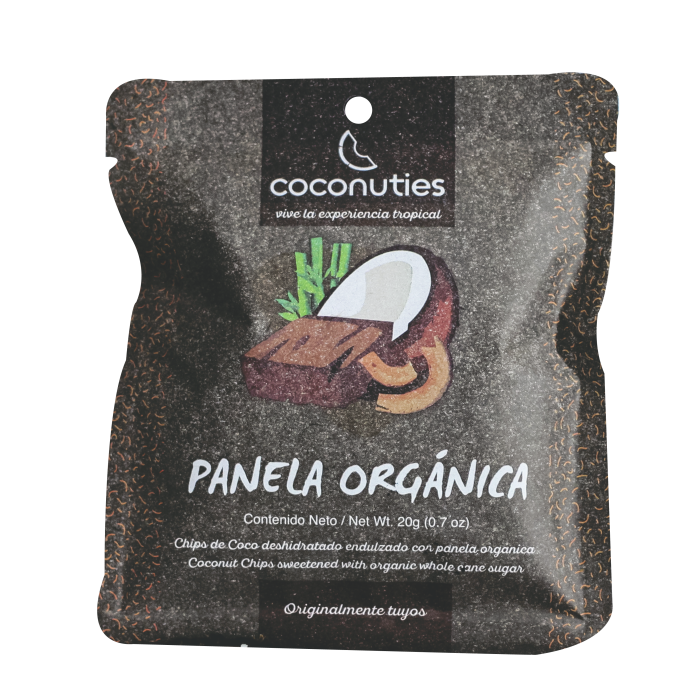 coconuties
vive la experiencia tropical
PANELA ORGÁNICA
Contenido Neto / Net Wt. 20g (0.7 oz)
Chips de Coco deshidratado endulzado con panela orgánica
Coconut Chips sweetened with organic whole cane sugar
Originalmente tuyos